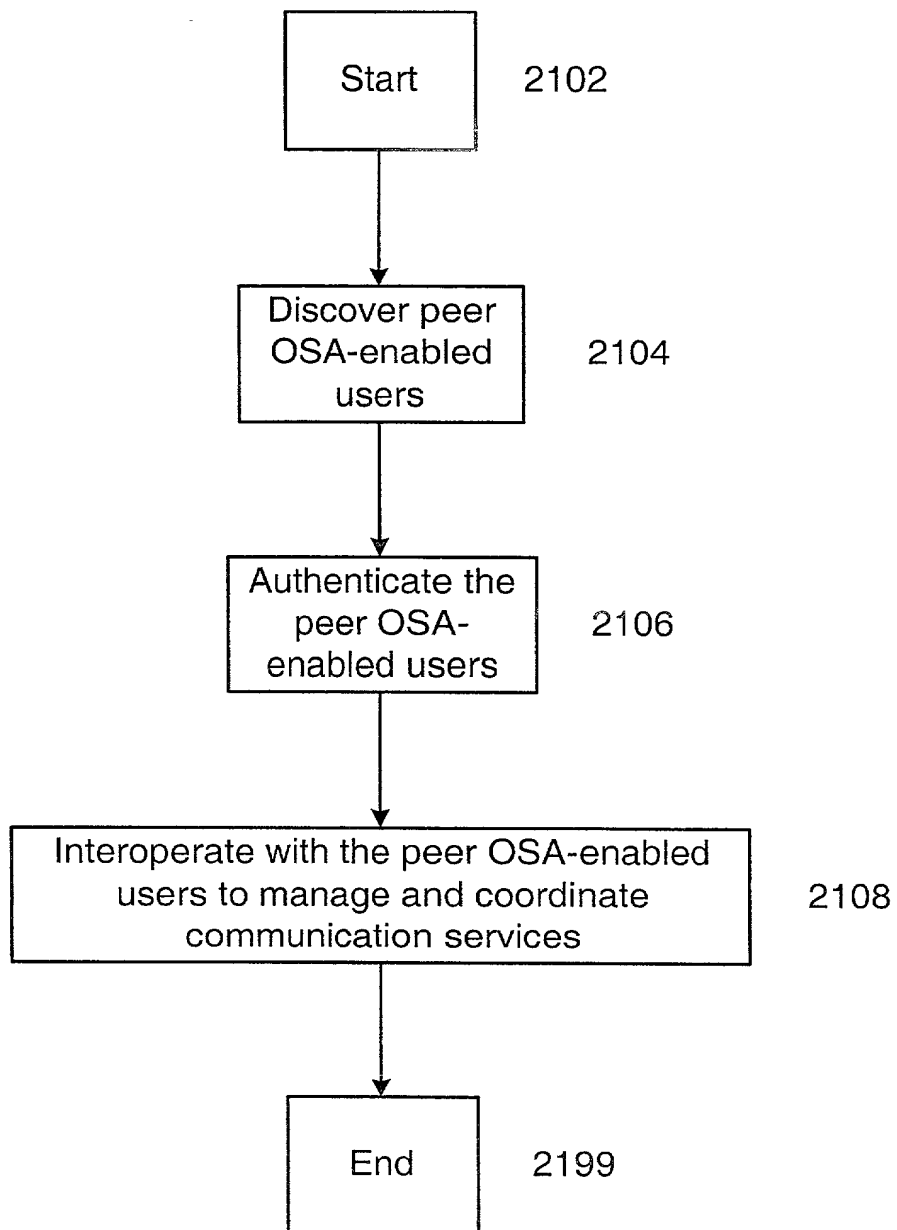 Start
2102
Discover peer
OSA-enabled
users
2104
Authenticate the
peer OSA-
enabled users
2106
Interoperate with the peer OSA-enabled
users to manage and coordinate
communication services
2108
End
2199